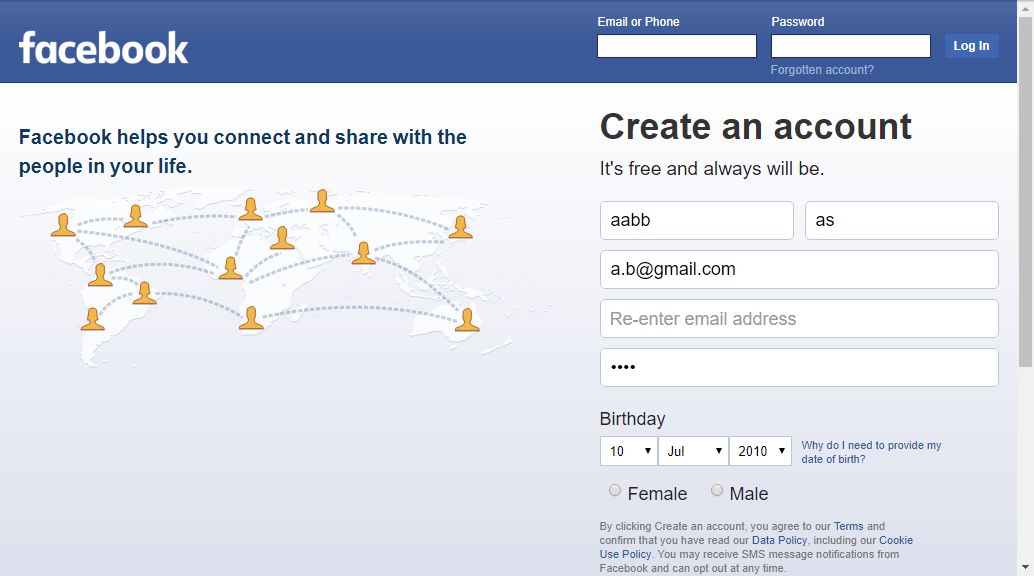 facebook
Email or Phone
Password
Log In
Forgotten account?
Facebook helps you connect and share with the
people in your life.
Create an account
It's free and always will be.
aabb
as
a.b@gmail.com
Re-enter email address
••••
Birthday
10 Jul 2010
Why do I need to provide my
date of birth?
Female Male
By clicking Create an account, you agree to our Terms and
confirm that you have read our Data Policy, including our Cookie
Use Policy. You may receive SMS message notifications from
Facebook and can opt out at any time.